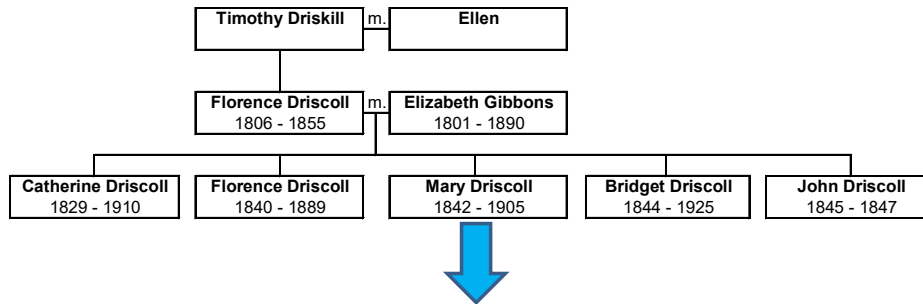 Timothy Driskill m. Ellen
Florence Driscoll m. Elizabeth Gibbons
1806 - 1855 1801 - 1890
Catherine Driscoll Florence Driscoll Mary Driscoll Bridget Driscoll John Driscoll
1829 - 1910 1840 - 1889 1842 - 1905 1844 - 1925 1845 - 1847